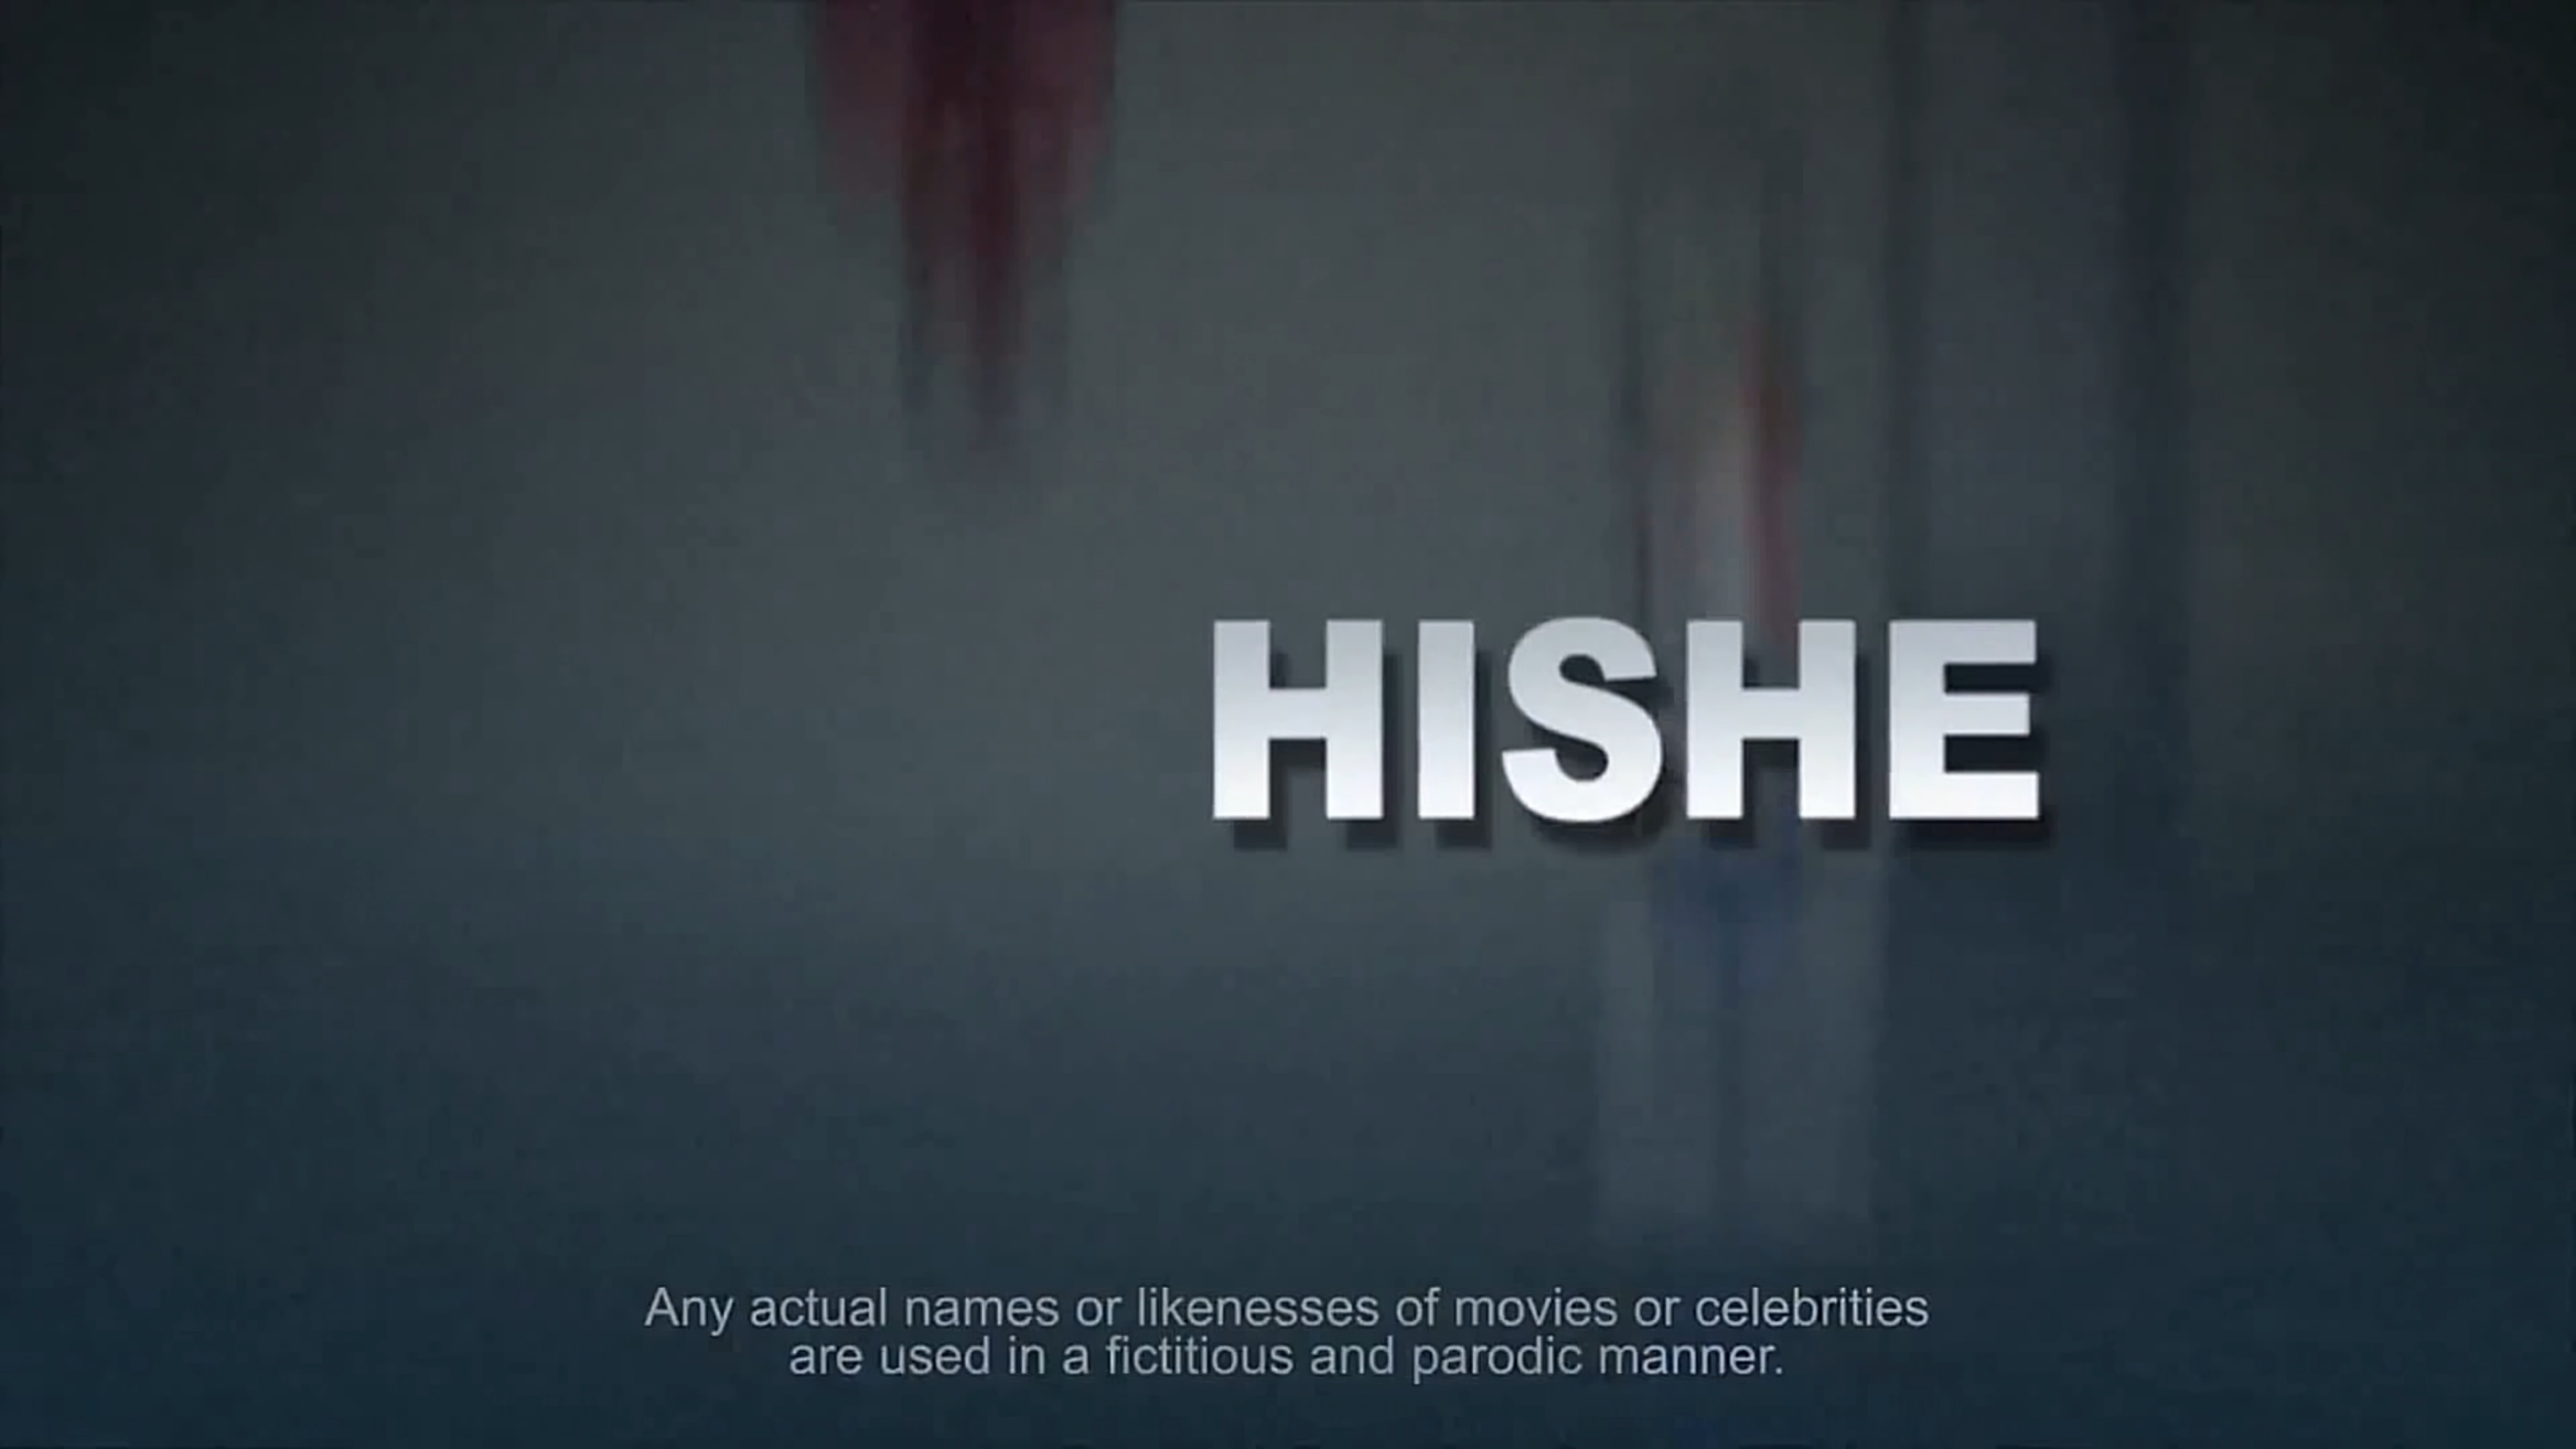 HISHE
Any actual names or likenesses of movies or celebrities
are used in a fictitious and parodic manner.